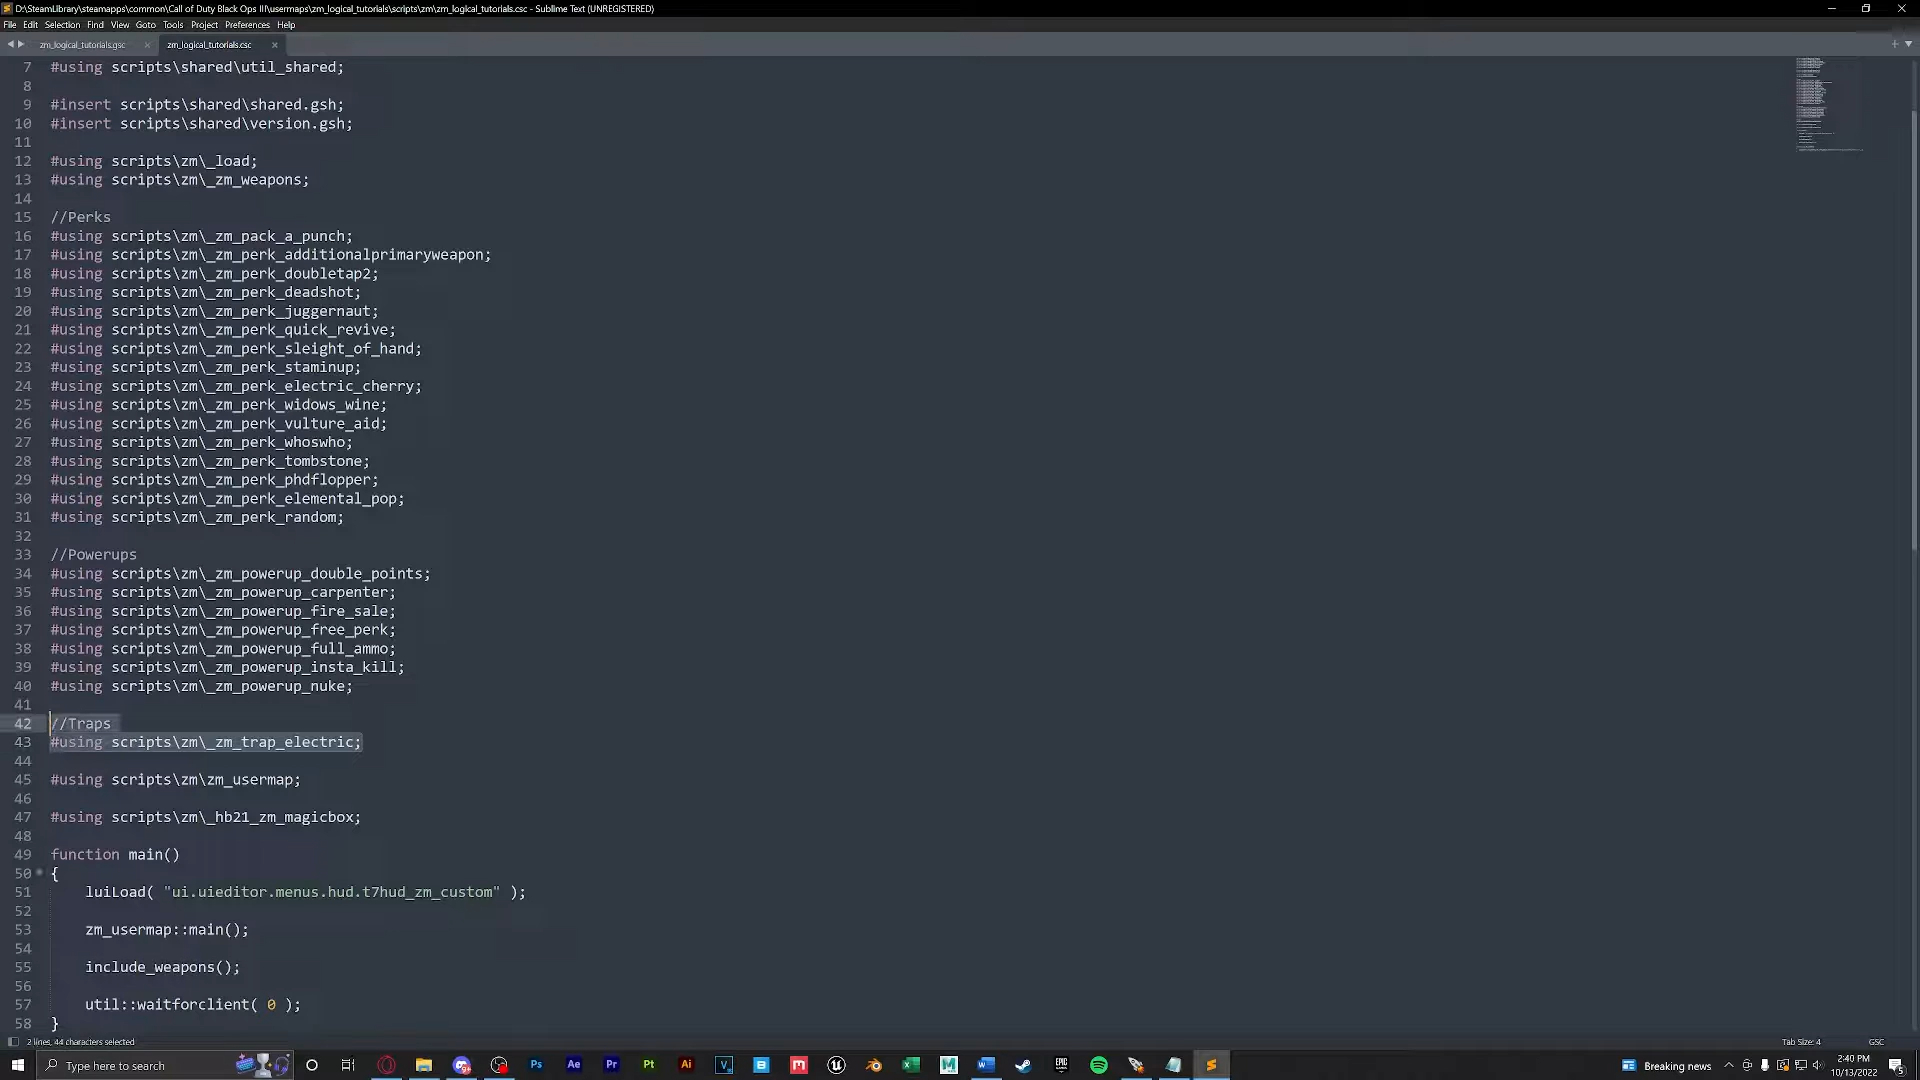 D:\SteamLibrary\steamapps\common\Call of Duty Black Ops III\usermaps\zm_logical_tutorials\scripts\zm\zm_logical_tutorials.csc - Sublime Text (UNREGISTERED)
File Edit Selection Find View Goto Tools Project Preferences Help
zm_logical_tutorials.gsc × zm_logical_tutorials.csc ×
7 #using scripts\shared\util_shared;
8
9 #insert scripts\shared\shared.gsh;
10 #insert scripts\shared\version.gsh;
11
12 #using scripts\zm\_load;
13 #using scripts\zm\_zm_weapons;
14
15 //Perks
16 #using scripts\zm\_zm_pack_a_punch;
17 #using scripts\zm\_zm_perk_additionalprimaryweapon;
18 #using scripts\zm\_zm_perk_doubletap2;
19 #using scripts\zm\_zm_perk_deadshot;
20 #using scripts\zm\_zm_perk_juggernaut;
21 #using scripts\zm\_zm_perk_quick_revive;
22 #using scripts\zm\_zm_perk_sleight_of_hand;
23 #using scripts\zm\_zm_perk_staminup;
24 #using scripts\zm\_zm_perk_electric_cherry;
25 #using scripts\zm\_zm_perk_widows_wine;
26 #using scripts\zm\_zm_perk_vulture_aid;
27 #using scripts\zm\_zm_perk_whoswho;
28 #using scripts\zm\_zm_perk_tombstone;
29 #using scripts\zm\_zm_perk_phdflopper;
30 #using scripts\zm\_zm_perk_elemental_pop;
31 #using scripts\zm\_zm_perk_random;
32
33 //Powerups
34 #using scripts\zm\_zm_powerup_double_points;
35 #using scripts\zm\_zm_powerup_carpenter;
36 #using scripts\zm\_zm_powerup_fire_sale;
37 #using scripts\zm\_zm_powerup_free_perk;
38 #using scripts\zm\_zm_powerup_full_ammo;
39 #using scripts\zm\_zm_powerup_insta_kill;
40 #using scripts\zm\_zm_powerup_nuke;
41
42 //Traps
43 #using scripts\zm\_zm_trap_electric;
44
45 #using scripts\zm\zm_usermap;
46
47 #using scripts\zm\_hb21_zm_magicbox;
48
49 function main()
50 {
51 luiLoad( "ui.uieditor.menus.hud.t7hud_zm_custom" );
52
53 zm_usermap::main();
54
55 include_weapons();
56
57 util::waitforclient( 0 );
58 }
2 lines, 44 characters selected Tab Size: 4 GSC
Type here to search Ps Ae Pr Pt Ai Breaking news 2:40 PM
10/13/2022